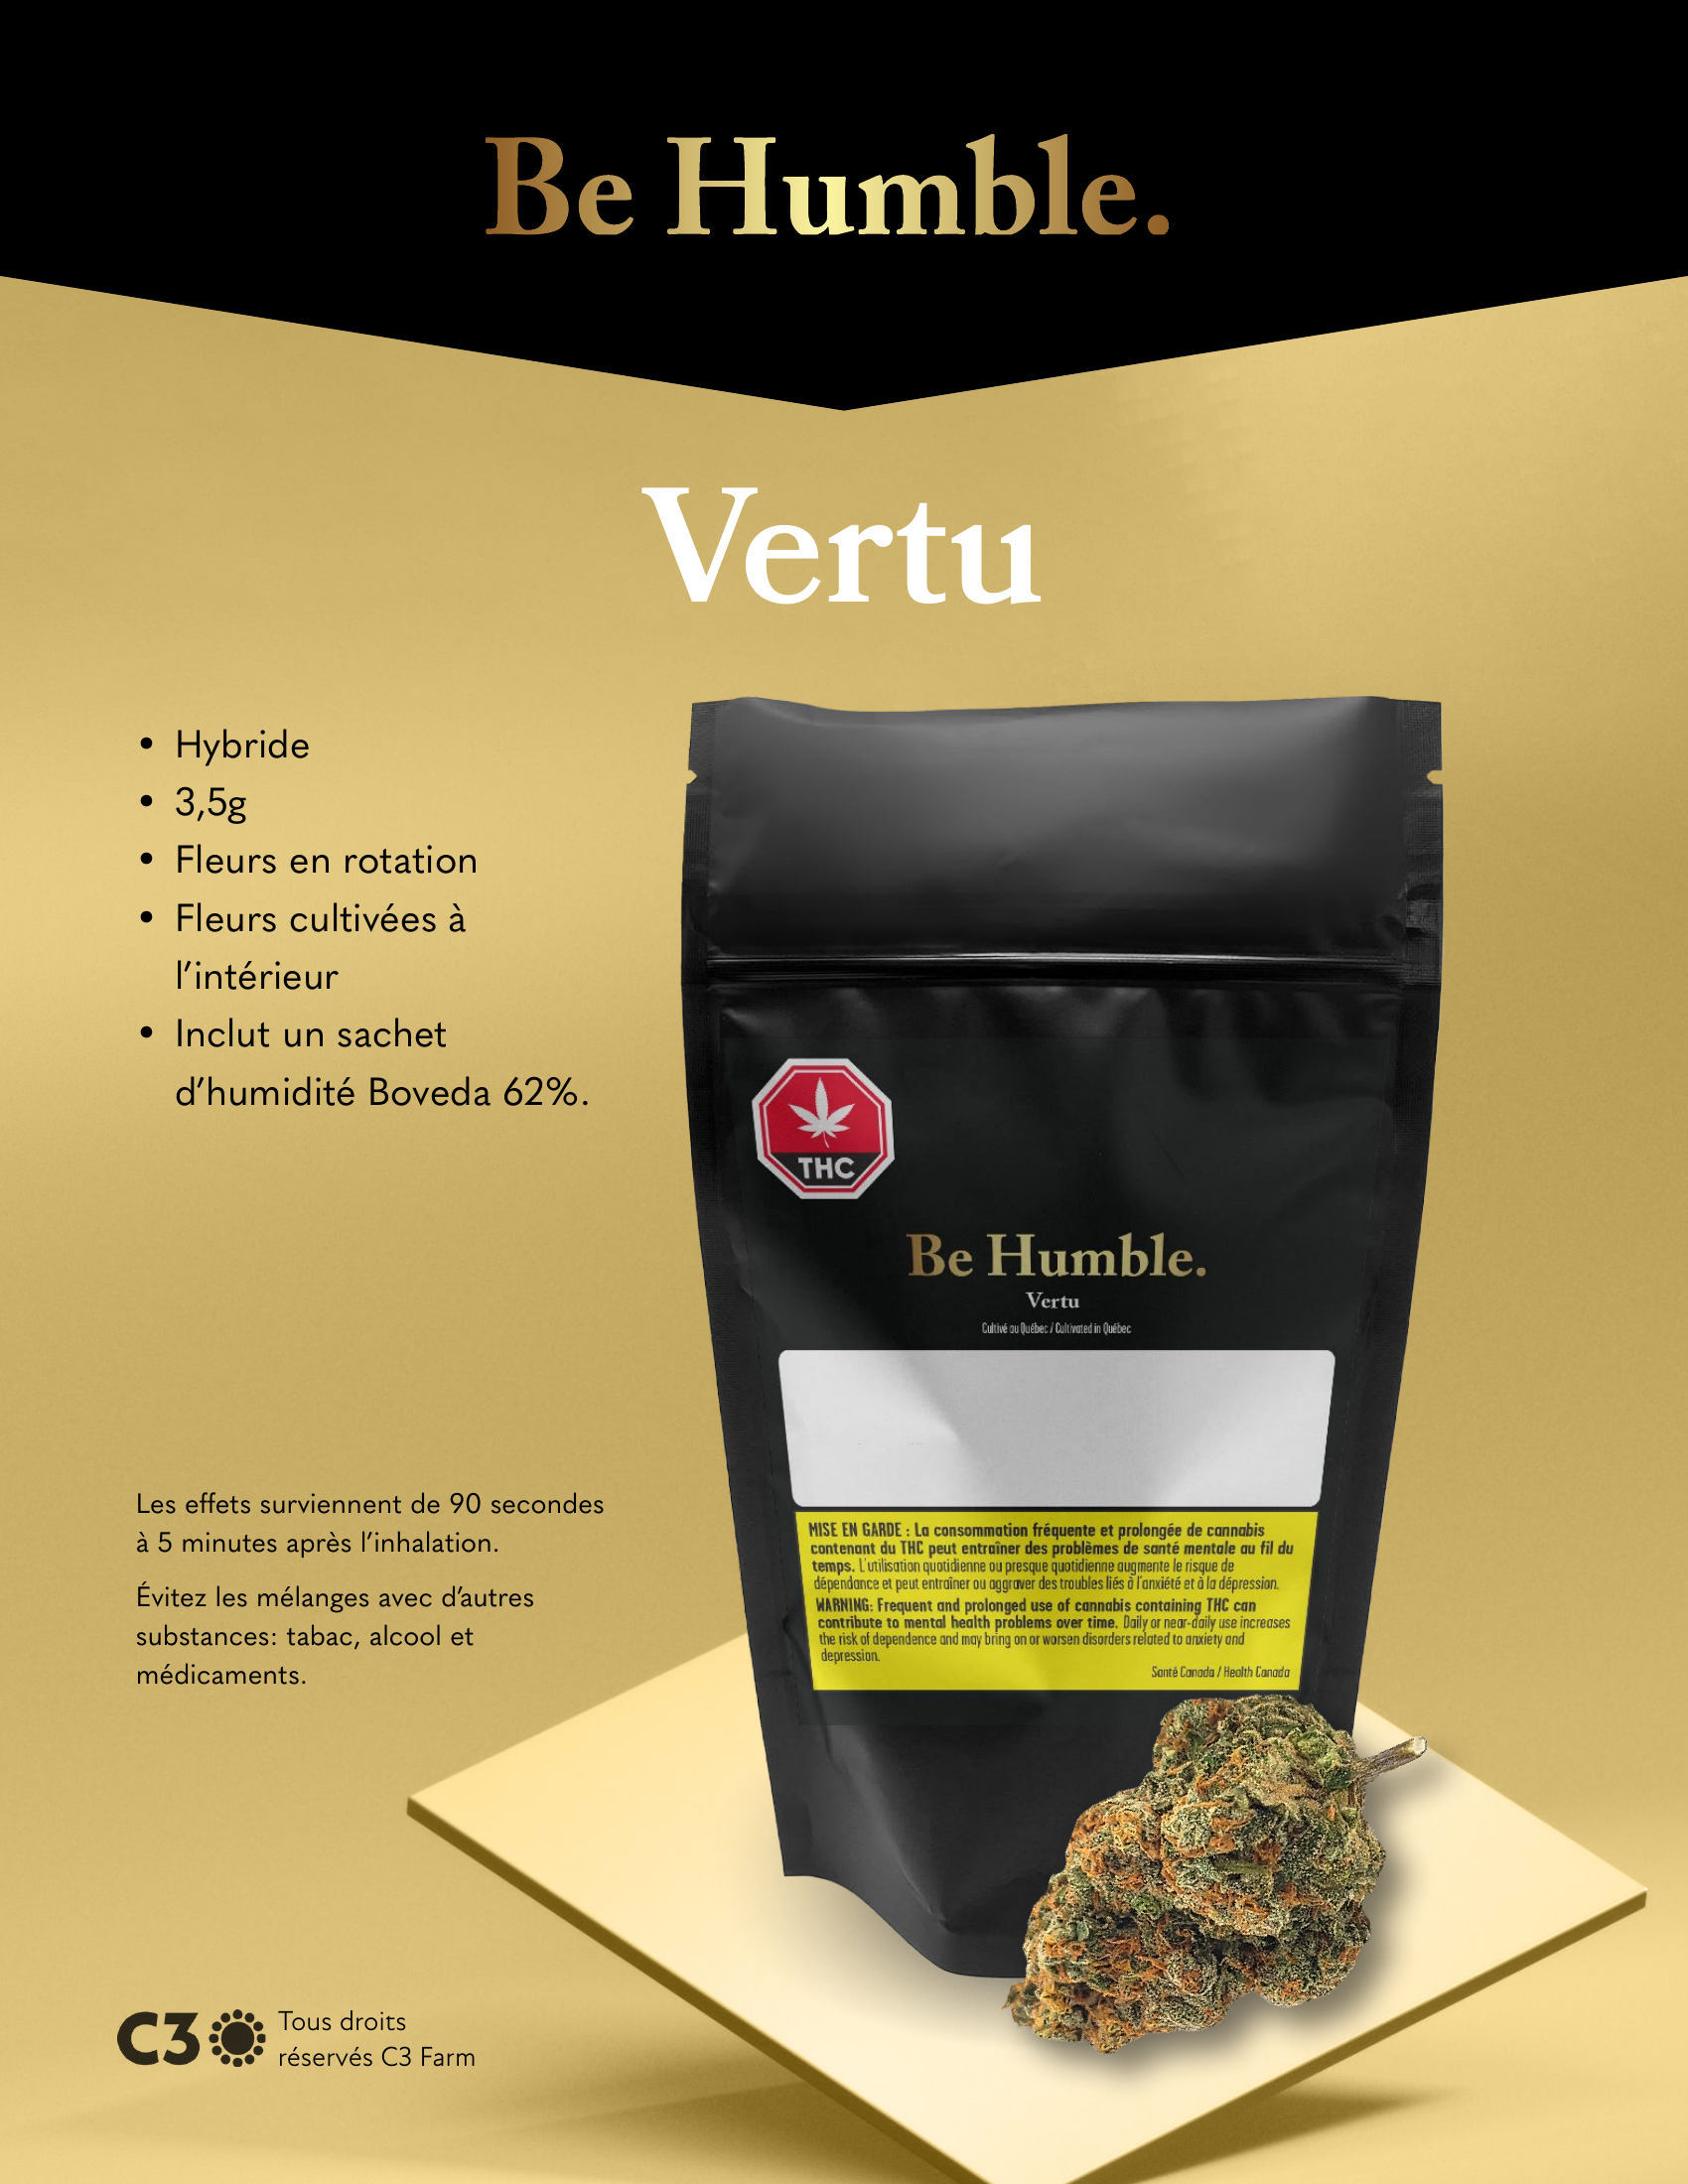 Be Humble.
Vertu
• Hybride
• 3,5g
• Fleurs en rotation
• Fleurs cultivées à
l'intérieur
• Inclut un sachet
d'humidité Boveda 62%.
THC
Be Humble.
Vertu
Cultivé au Québec / Cultivated in Québec
MISE EN GARDE : La consommation fréquente et prolongée de cannabis
contenant du THC peut entraîner des problèmes de santé mentale au fil du
temps. L'utilisation quotidienne ou presque quotidienne augmente le risque de
dépendance et peut entraîner ou aggraver des troubles liés à l'anxiété et à la dépression.
WARNING: Frequent and prolonged use of cannabis containing THC can
contribute to mental health problems over time. Daily or near-daily use increases
the risk of dependence and may bring on or worsen disorders related to anxiety and
depression.
Santé Canada / Health Canada
Les effets surviennent de 90 secondes
à 5 minutes après l'inhalation.
Évitez les mélanges avec d'autres
substances: tabac, alcool et
médicaments.
C3
Tous droits
réservés C3 Farm